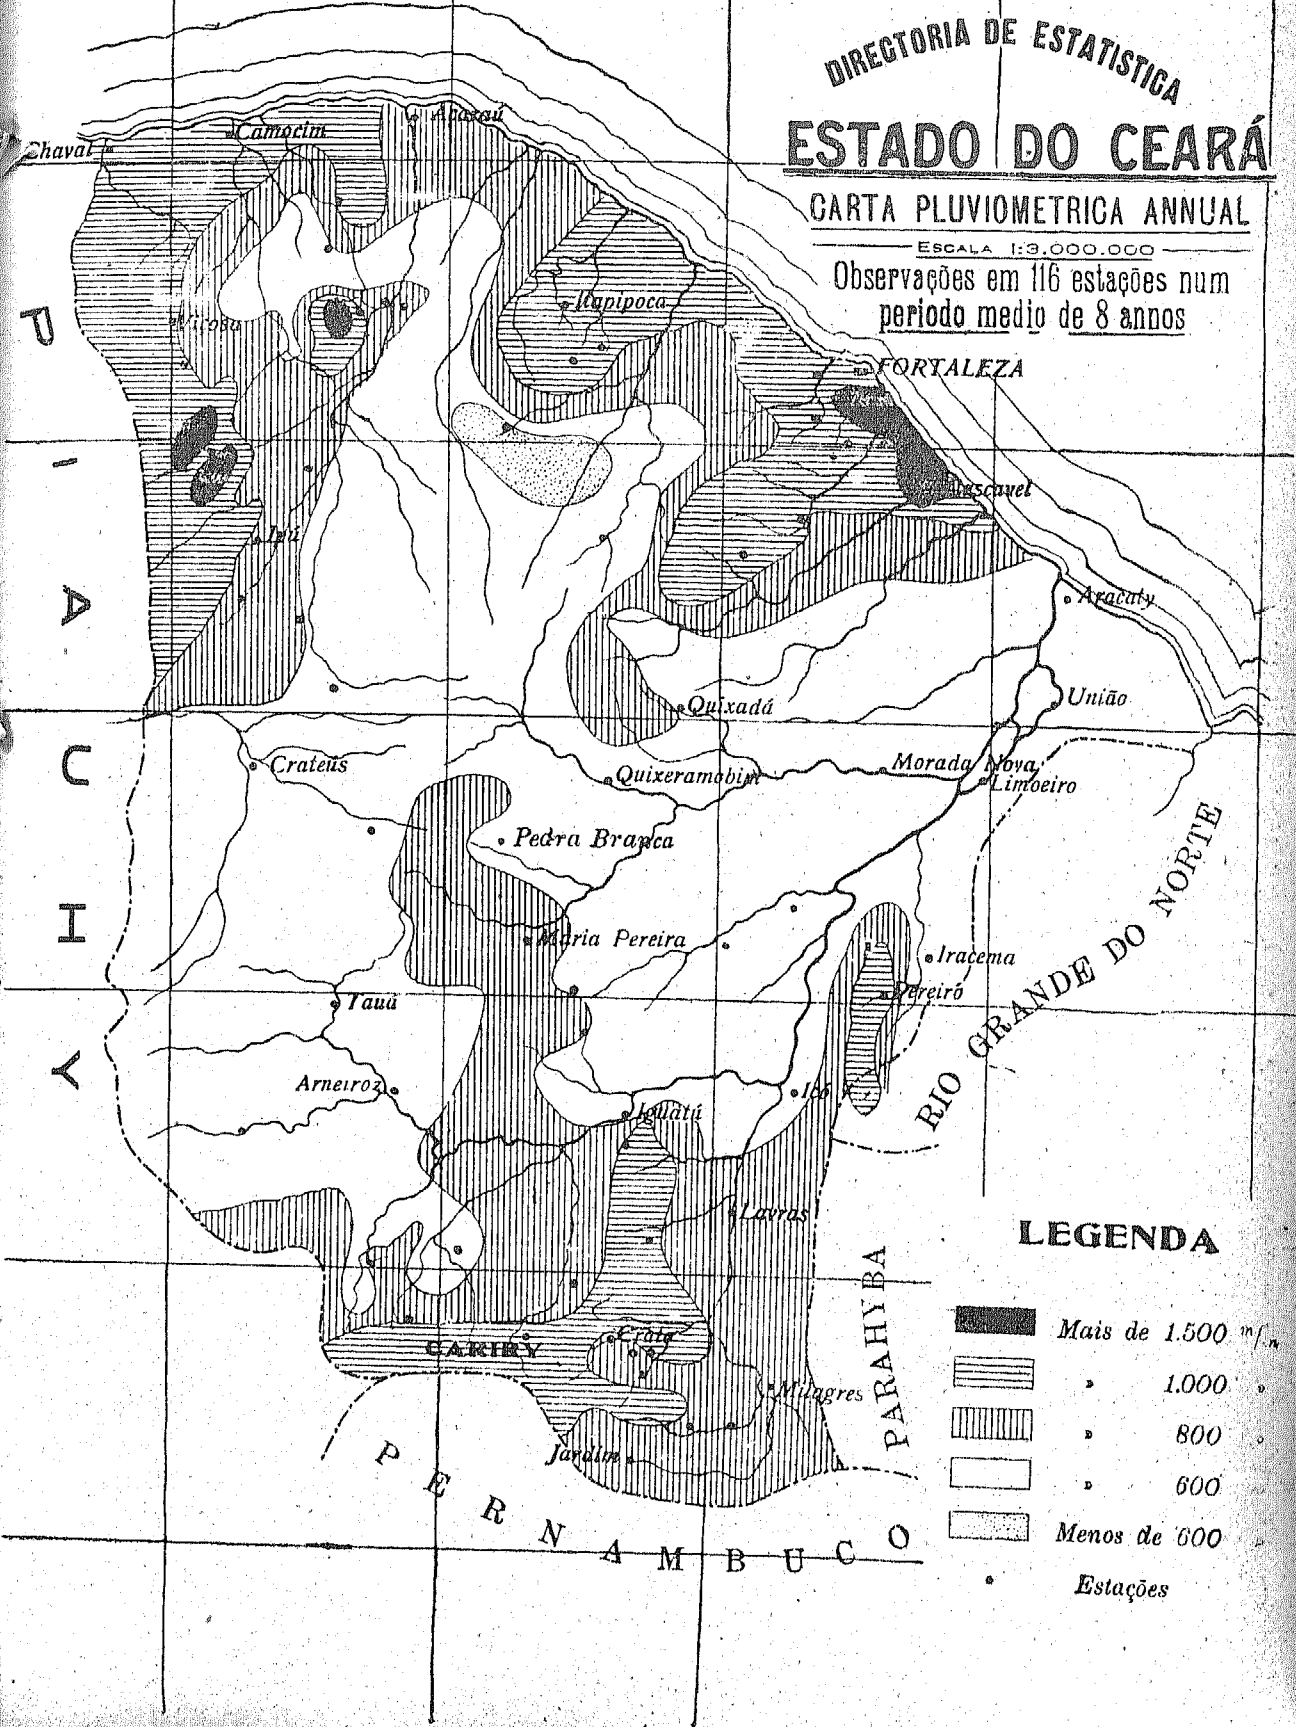 DIRECTORIA DE ESTATISTICA
ESTADO DO CEARÁ
CARTA PLUVIOMETRICA ANNUAL
ESCALA 1:3.000.000
Observações em 116 estações num
periodo medio de 8 annos
Acaraú
Camocim
Chaval
Viçosa
Itapipoca
FORTALEZA
Cascavel
Ipú
Aracaty
União
Quixadá
Crateüs
Quixeramobim
Morada Nova
Limoeiro
Pedra Branca
Maria Pereira
Iracema
Pereiró
Tauá
Arneiroz
Icó
Iguatú
Lavras
Crato
CARIRY
Milagres
Jardim
PIAUHY
RIO GRANDE DO NORTE
PARAHYBA
PERNAMBUCO
LEGENDA
Mais de 1.500 m/m
» 1.000 »
» 800 »
» 600
Menos de 600 »
Estações